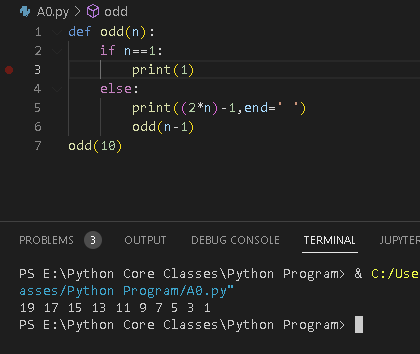 A0.py > odd
1 def odd(n):
2 if n==1:
3 print(1)
4 else:
5 print((2*n)-1,end=' ')
6 odd(n-1)
7 odd(10)
PROBLEMS 3 OUTPUT DEBUG CONSOLE TERMINAL JUPYTER
PS E:\Python Core Classes\Python Program> & C:/Use
asses/Python Program/A0.py"
19 17 15 13 11 9 7 5 3 1
PS E:\Python Core Classes\Python Program>